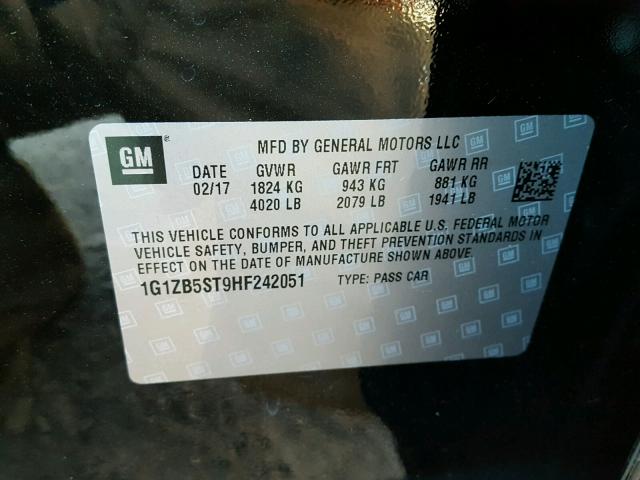 GM
MFD BY GENERAL MOTORS LLC
DATE GVWR GAWR FRT GAWR RR
02/17 1824 KG 943 KG 881 KG
4020 LB 2079 LB 1941 LB
THIS VEHICLE CONFORMS TO ALL APPLICABLE U.S. FEDERAL MOTOR
VEHICLE SAFETY, BUMPER, AND THEFT PREVENTION STANDARDS IN
EFFECT ON THE DATE OF MANUFACTURE SHOWN ABOVE.
1G1ZB5ST9HF242051 TYPE: PASS CAR